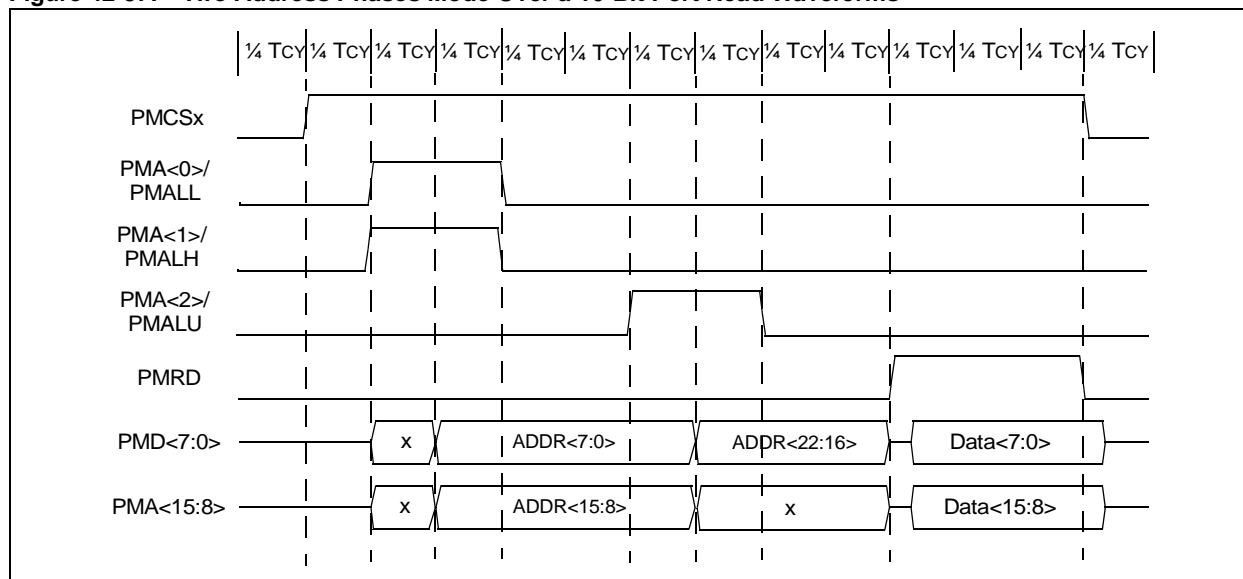 Two Address Phases Mode Over a 16-Bit Port Read Waveforms
¼ TCY ¼ TCY ¼ TCY ¼ TCY ¼ TCY ¼ TCY ¼ TCY ¼ TCY ¼ TCY ¼ TCY ¼ TCY ¼ TCY ¼ TCY ¼ TCY
PMCSx
PMA<0>/
PMALL
PMA<1>/
PMALH
PMA<2>/
PMALU
PMRD
PMD<7:0> x ADDR<7:0> ADDR<22:16> Data<7:0>
PMA<15:8> x ADDR<15:8> x Data<15:8>